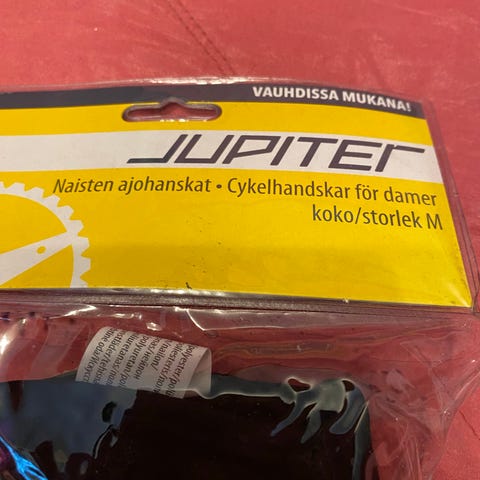 VAUHDISSA MUKANA!
JUPITER
Naisten ajohanskat • Cykelhandskar för damer
koko/storlek M